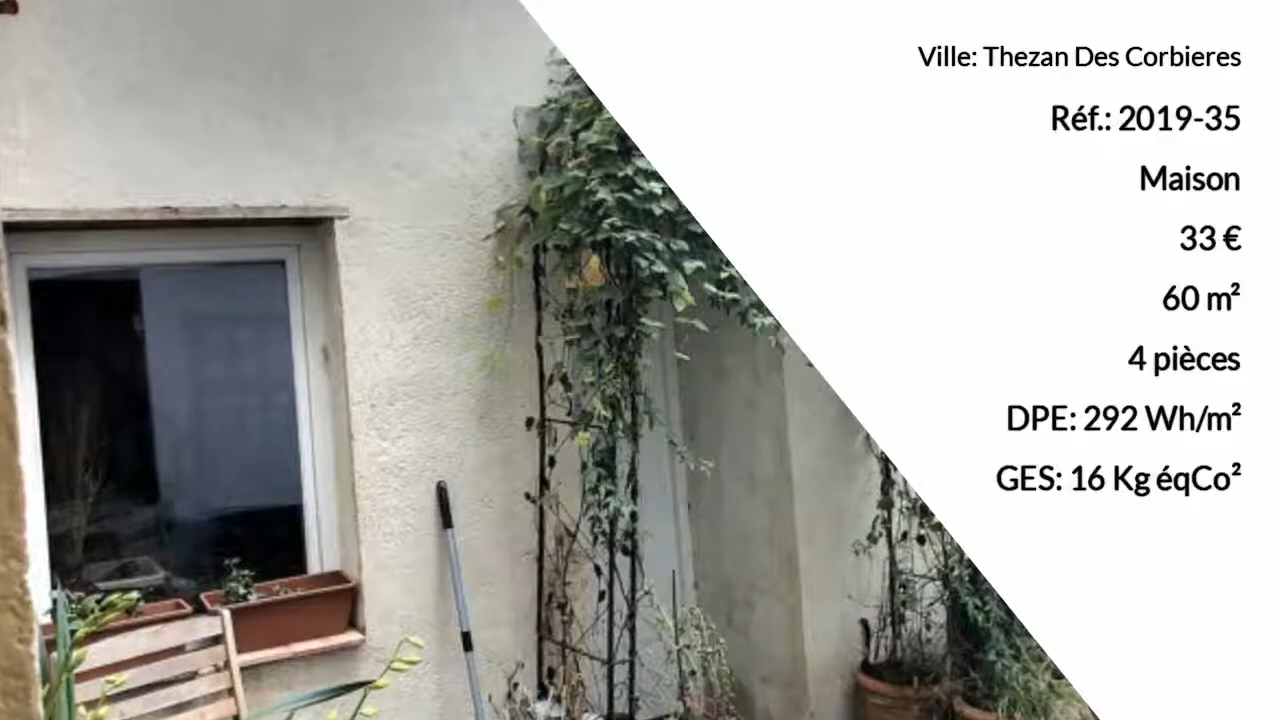 Ville: Thezan Des Corbieres
Réf.: 2019-35
Maison
33 €
60 m²
4 pièces
DPE: 292 Wh/m²
GES: 16 Kg éqCo²